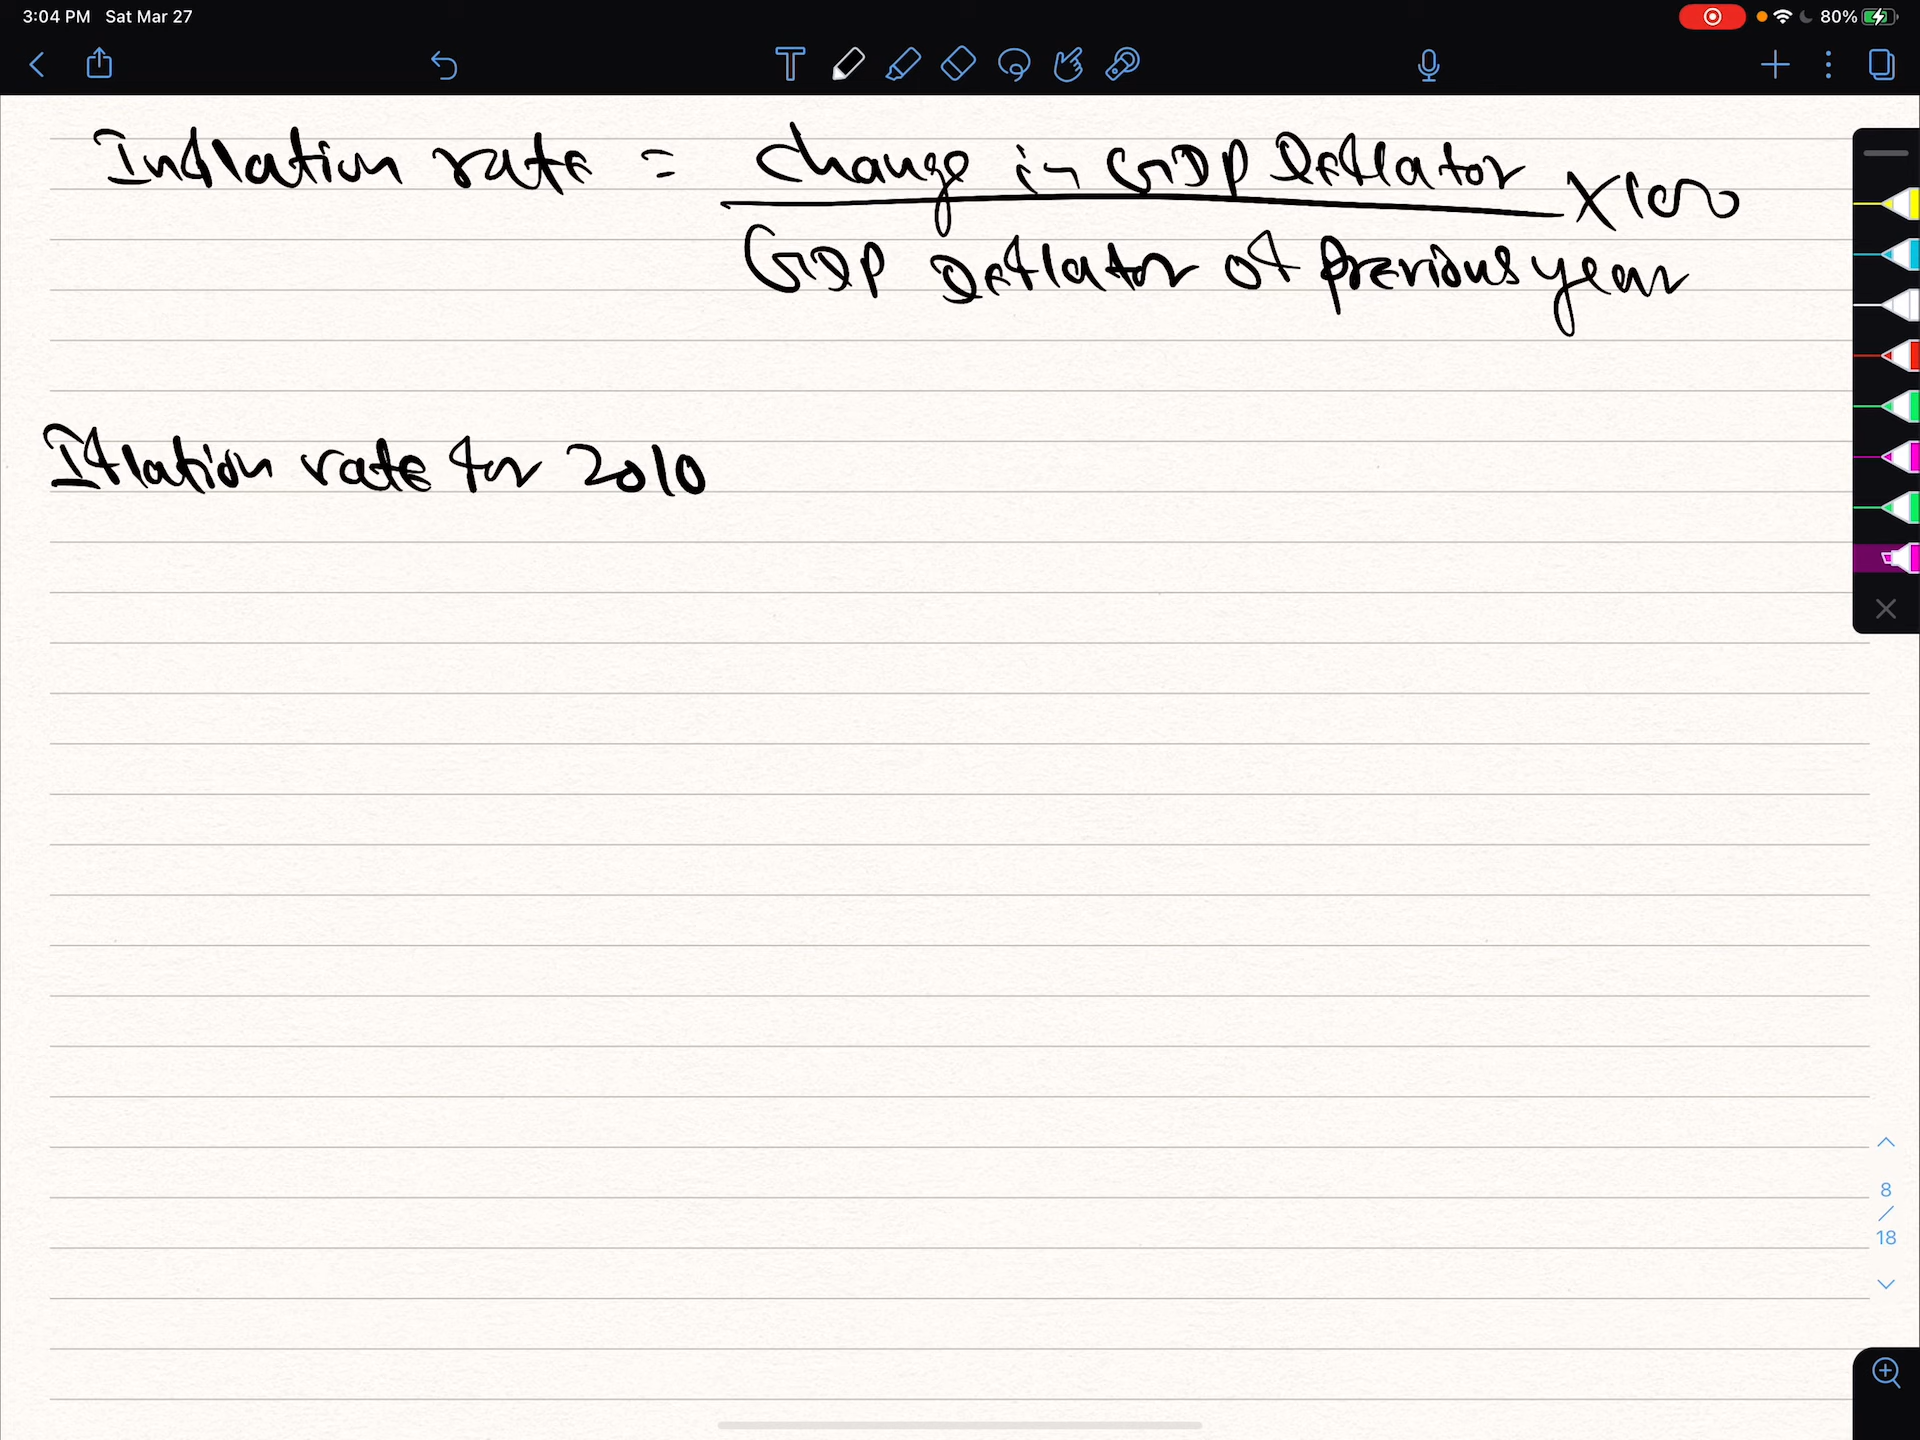 3:04 PM Sat Mar 27
80%
Inflation rate = change in GDP Deflator X100
GDP Deflator of previous year
Iflation rate for 2010
8
/
18